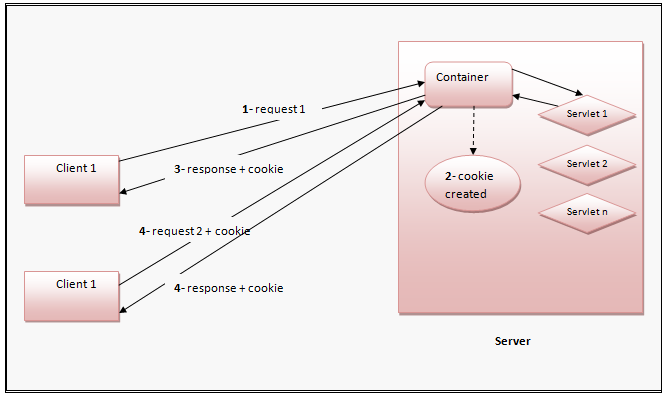 Container
1- request 1
Servlet 1
Client 1
3- response + cookie
Servlet 2
2- cookie
created
Servlet n
4- request 2 + cookie
Client 1
4- response + cookie
Server